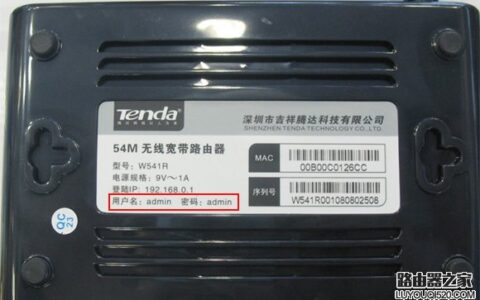 Tenda
深圳市吉祥腾达科技有限公司
SHENZHEN TENDA TECHNOLOGY CO.,LTD.
54M 无线宽带路由器
型号：W541R
电源规格：9V～1A
登陆IP：192.168.0.1
用户名：admin 密码：admin
MAC
00B00C0126CC
序列号
W541R001080802508
QC
23
路由器之家
LUYOUQI520.COM